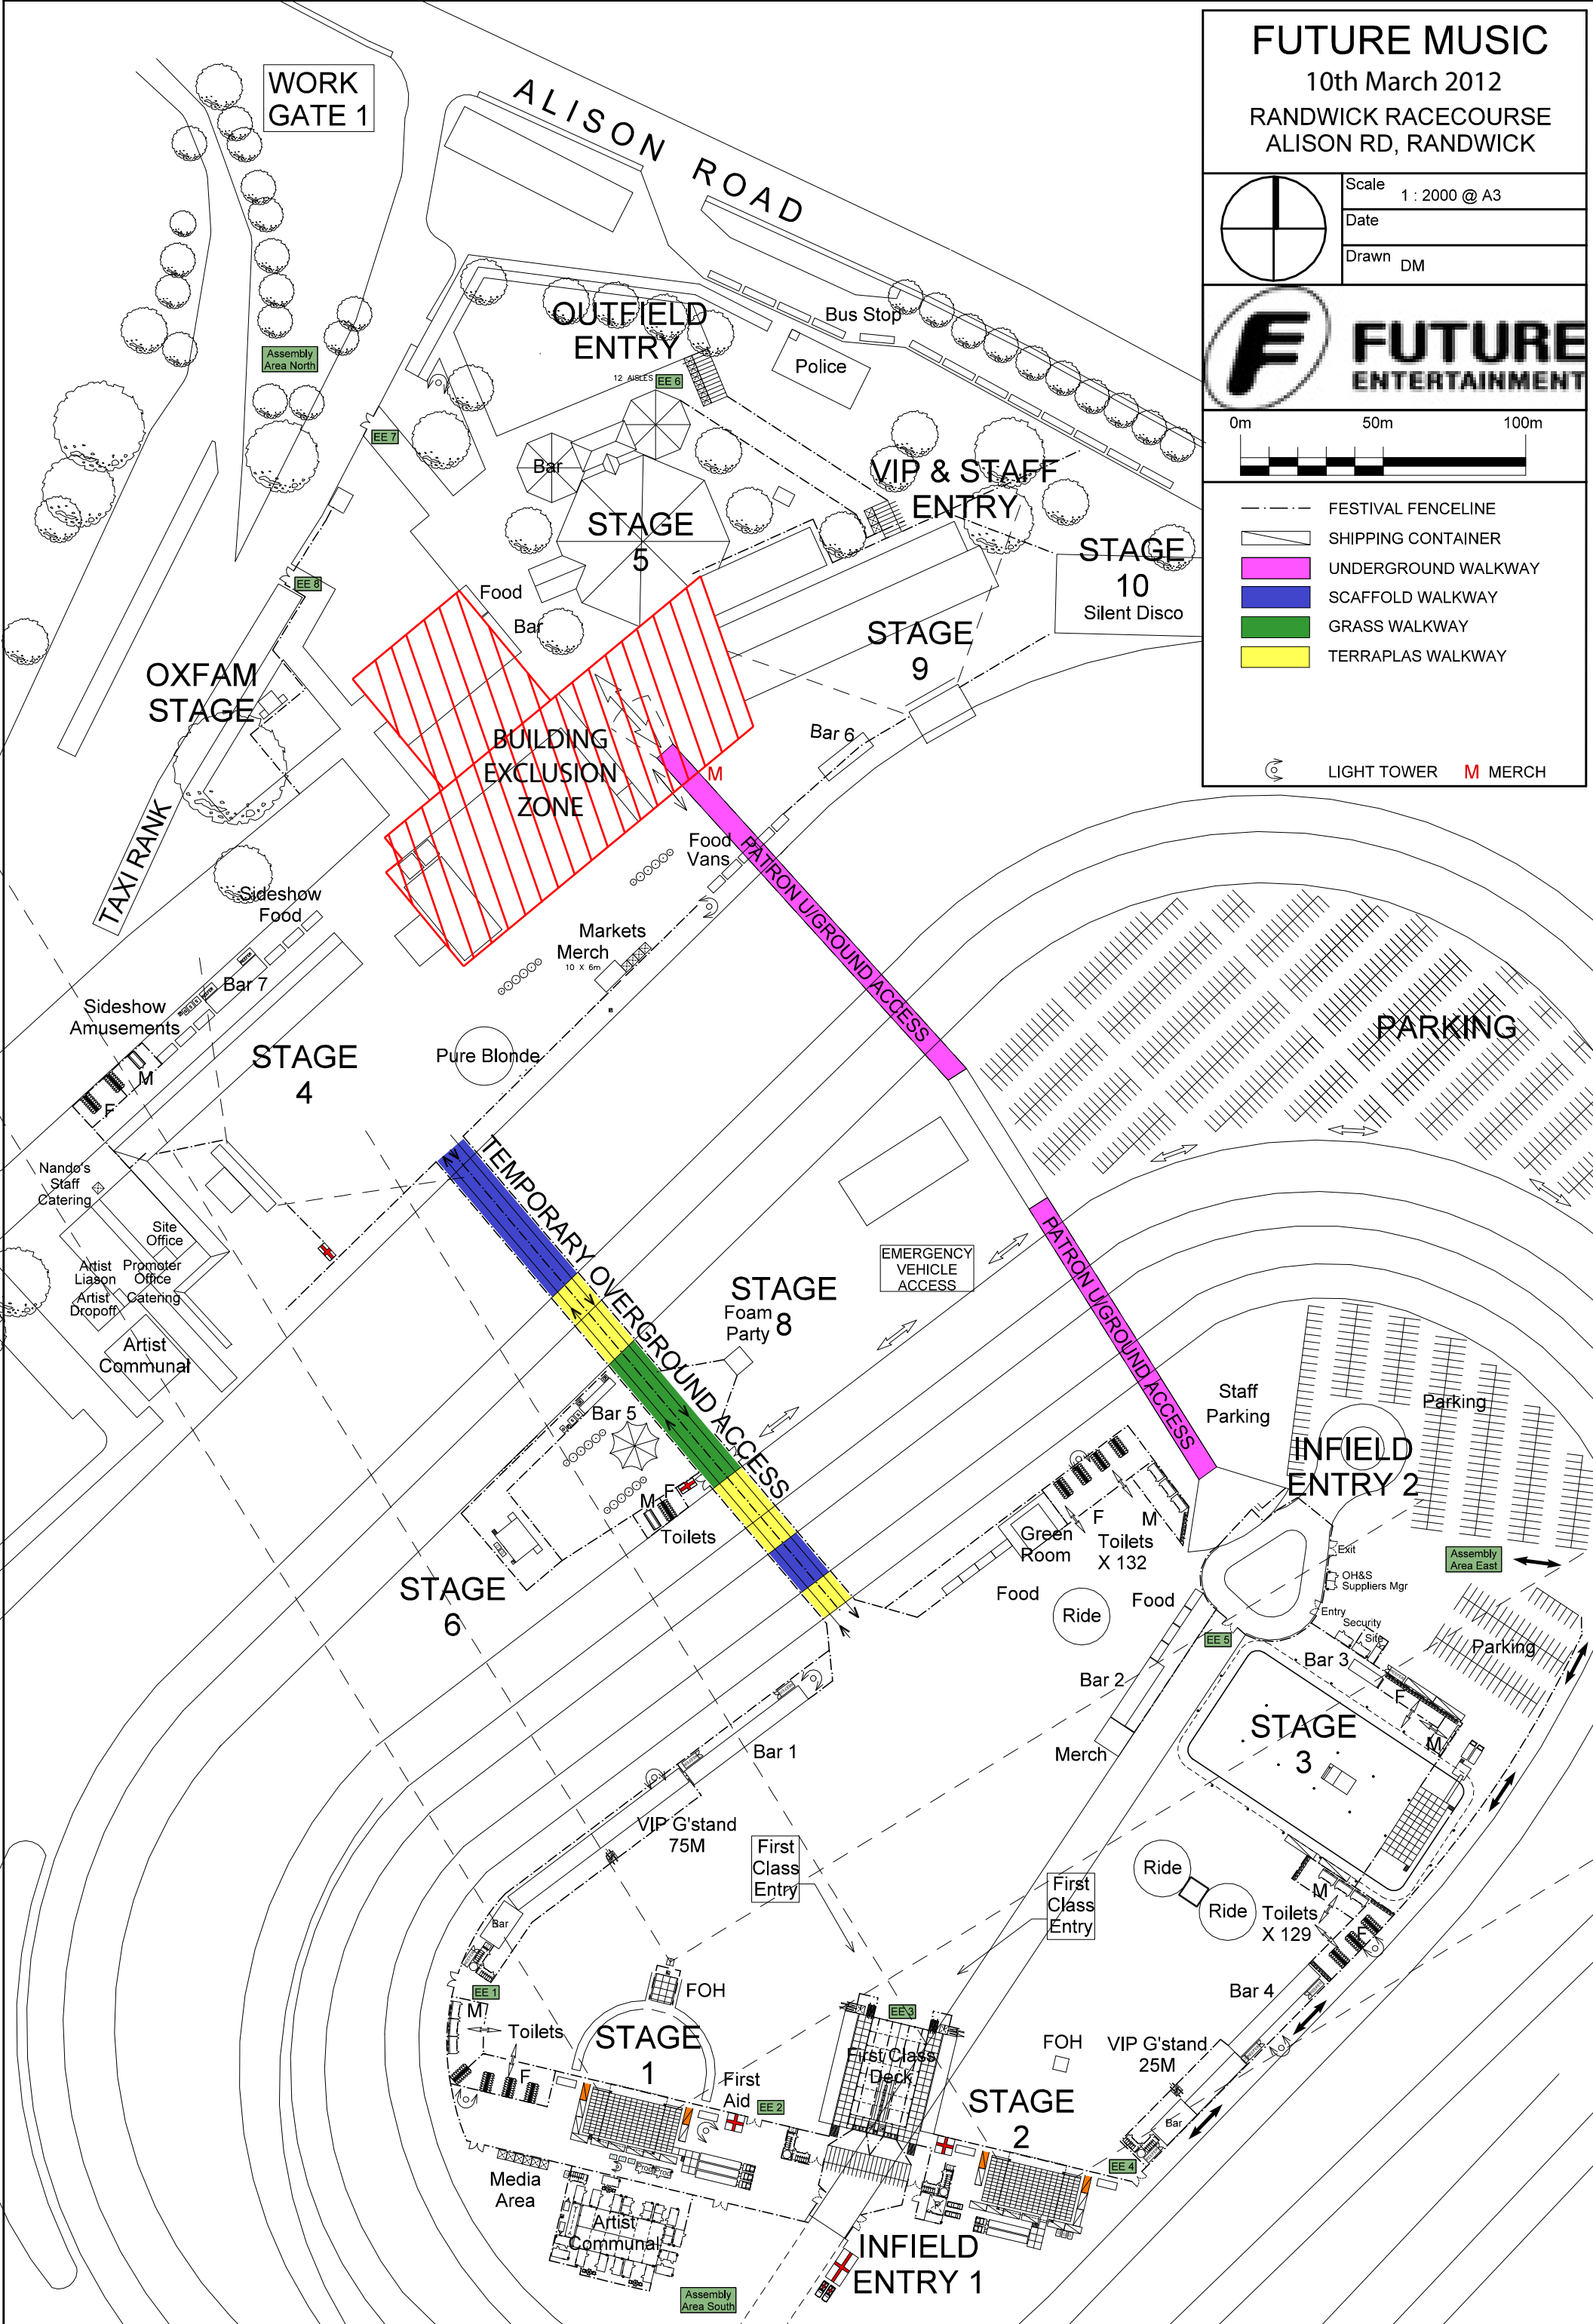 FUTURE MUSIC
10th March 2012
RANDWICK RACECOURSE
ALISON RD, RANDWICK
Scale 1 : 2000 @ A3
Date
Drawn DM
F FUTURE
ENTERTAINMENT
0m 50m 100m
FESTIVAL FENCELINE
SHIPPING CONTAINER
UNDERGROUND WALKWAY
SCAFFOLD WALKWAY
GRASS WALKWAY
TERRAPLAS WALKWAY
LIGHT TOWER M MERCH
WORK
GATE 1
ALISON ROAD
Assembly
Area North
OUTFIELD
ENTRY
12 AISLES
EE 6
Bus Stop
Police
EE 7
Bar
VIP & STAFF
ENTRY
STAGE
5
STAGE
10
Silent Disco
EE 8
Food
Bar
STAGE
9
OXFAM
STAGE
BUILDING
EXCLUSION
ZONE
M
Bar 6
TAXI RANK
Food
Vans
PATRON U/GROUND ACCESS
Sideshow
Food
Markets
Merch
10 X 6m
Bar 7
Sideshow
Amusements
M
F
STAGE
4
Pure Blonde
PARKING
Nando's
Staff
Catering
Site
Office
Artist
Liason
Promoter
Office
Artist
Dropoff
Catering
Artist
Communal
TEMPORARY OVERGROUND ACCESS
PATRON U/GROUND ACCESS
EMERGENCY
VEHICLE
ACCESS
STAGE
8
Foam
Party
Bar 5
M
F
Toilets
STAGE
6
Staff
Parking
Parking
INFIELD
ENTRY 2
Green
Room
F
M
Toilets
X 132
Exit
Assembly
Area East
OH&S
Suppliers Mgr
Food
Ride
Food
Entry
Security
Site
EE 5
Parking
Bar 3
Bar 2
F
M
STAGE
3
Merch
Bar 1
VIP G'stand
75M
First
Class
Entry
First
Class
Entry
Ride
Ride
M
Toilets
X 129
F
Bar
EE 1
M
Toilets
F
FOH
STAGE
1
First
Aid
EE 2
EE 3
First Class
Deck
Bar 4
FOH
VIP G'stand
25M
STAGE
2
Bar
EE 4
Media
Area
Prod
Prod
Artist
Communal
INFIELD
ENTRY 1
Assembly
Area South